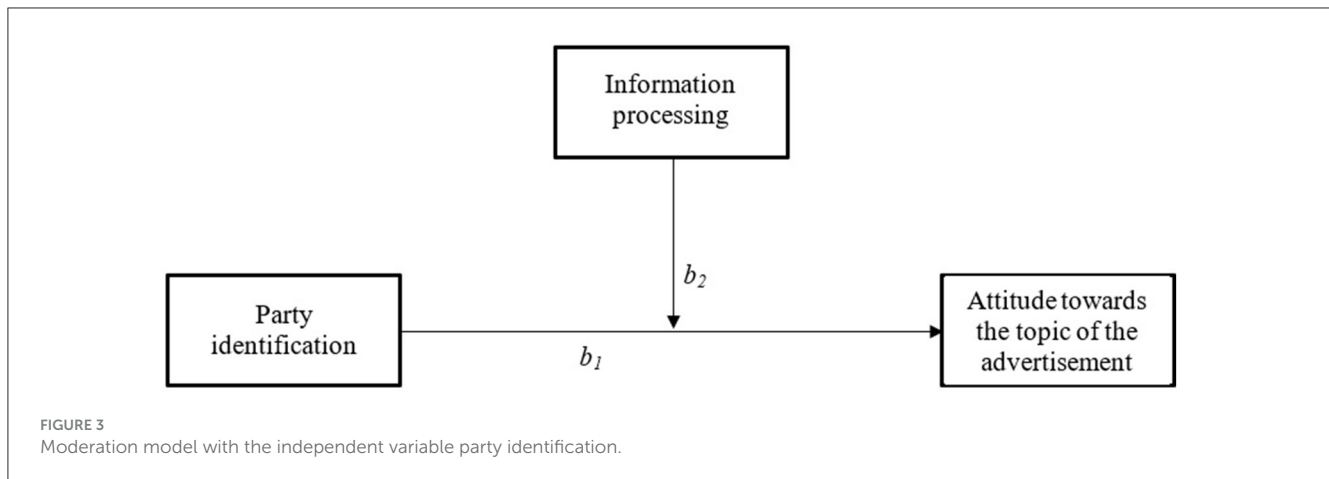 Information
processing
b₂
Party
identification
b₁
Attitude towards
the topic of the
advertisement
FIGURE 3
Moderation model with the independent variable party identification.